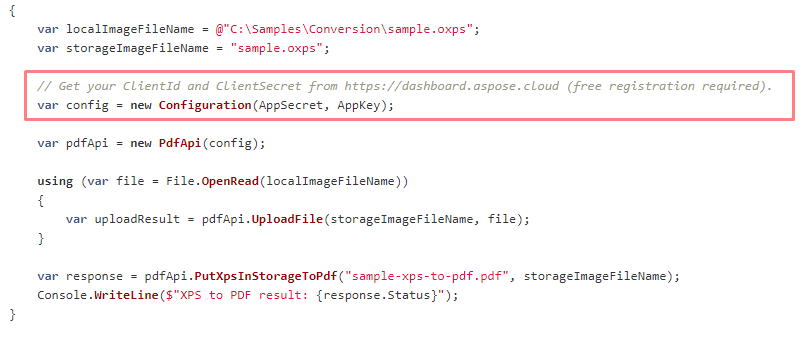 {
    var localImageFileName = @"C:\Samples\Conversion\sample.oxps";
    var storageImageFileName = "sample.oxps";
    // Get your ClientId and ClientSecret from https://dashboard.aspose.cloud (free registration required).
    var config = new Configuration(AppSecret, AppKey);
    var pdfApi = new PdfApi(config);
    using (var file = File.OpenRead(localImageFileName))
    {
        var uploadResult = pdfApi.UploadFile(storageImageFileName, file);
    }
    var response = pdfApi.PutXpsInStorageToPdf("sample-xps-to-pdf.pdf", storageImageFileName);
    Console.WriteLine($"XPS to PDF result: {response.Status}");
}